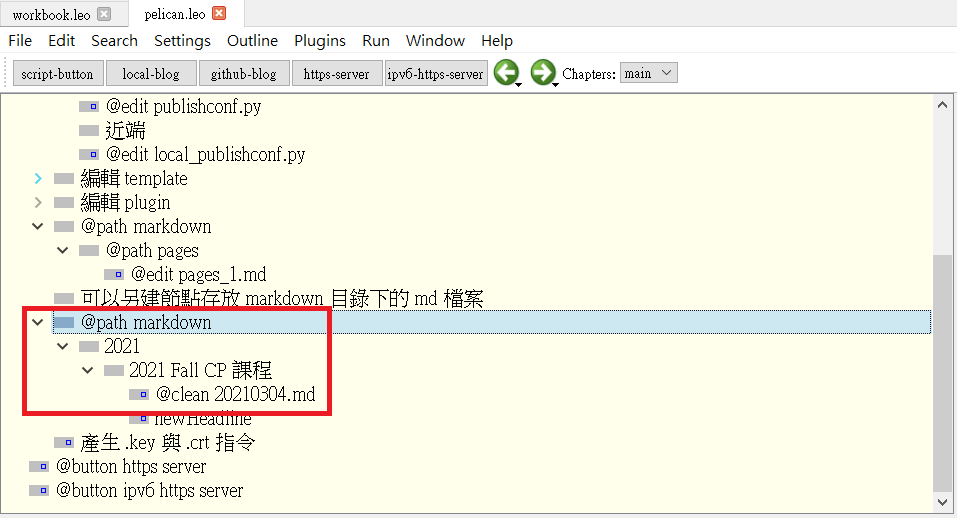 workbook.leo pelican.leo
File Edit Search Settings Outline Plugins Run Window Help
script-button local-blog github-blog https-server ipv6-https-server Chapters: main
@edit publishconf.py
近端
@edit local_publishconf.py
編輯 template
編輯 plugin
@path markdown
@path pages
@edit pages_1.md
可以另建節點存放 markdown 目錄下的 md 檔案
@path markdown
2021
2021 Fall CP 課程
@clean 20210304.md
newHeadline
產生 .key 與 .crt 指令
@button https server
@button ipv6 https server